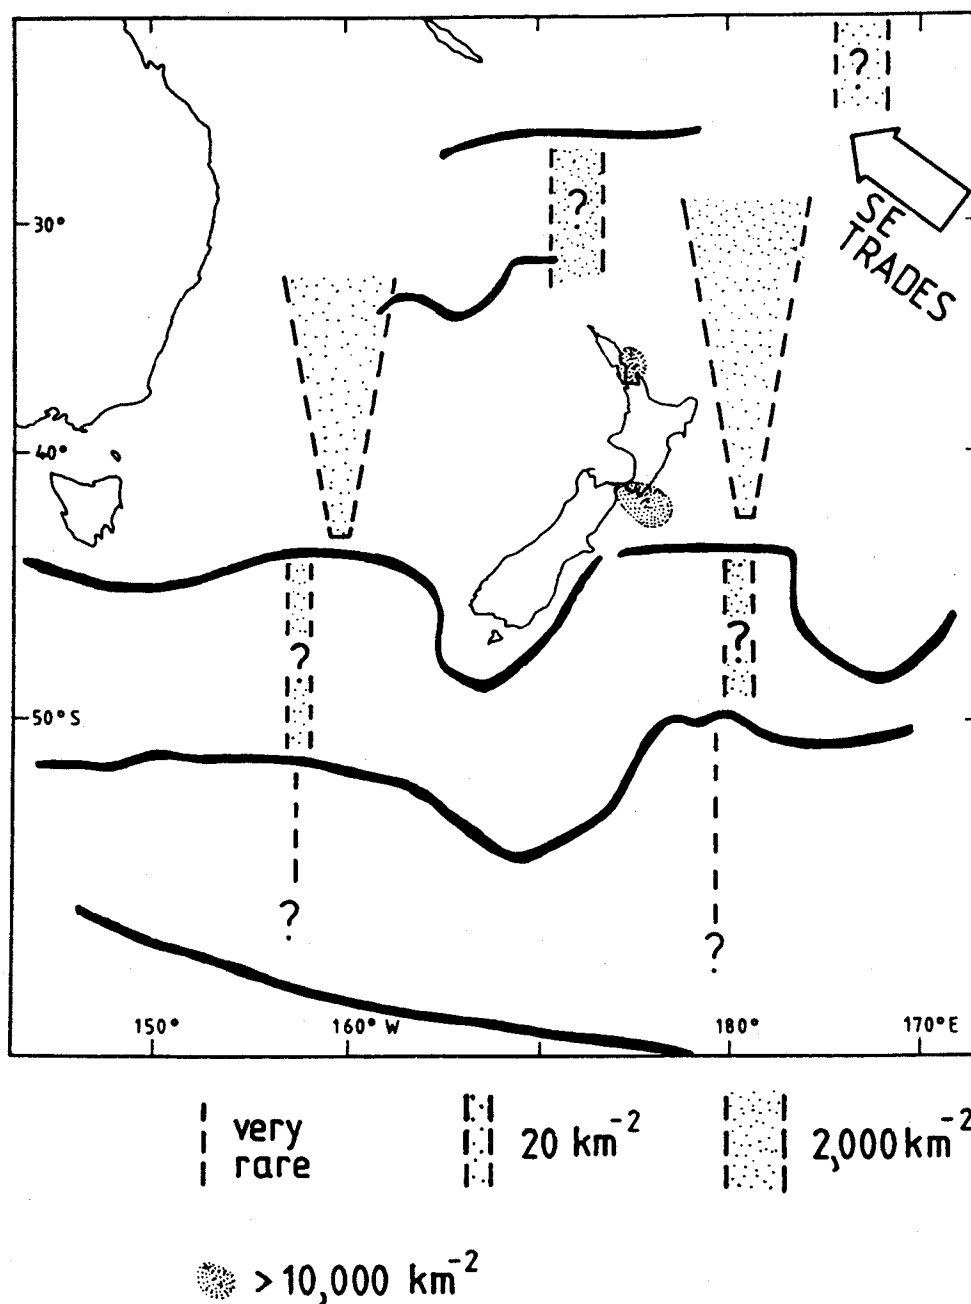 ?
30°
?
SE
TRADES
40°
?
?
50°S
?
?
150°
160°W
180°
170°E
very
rare
20 km⁻²
2,000 km⁻²
>10,000 km⁻²